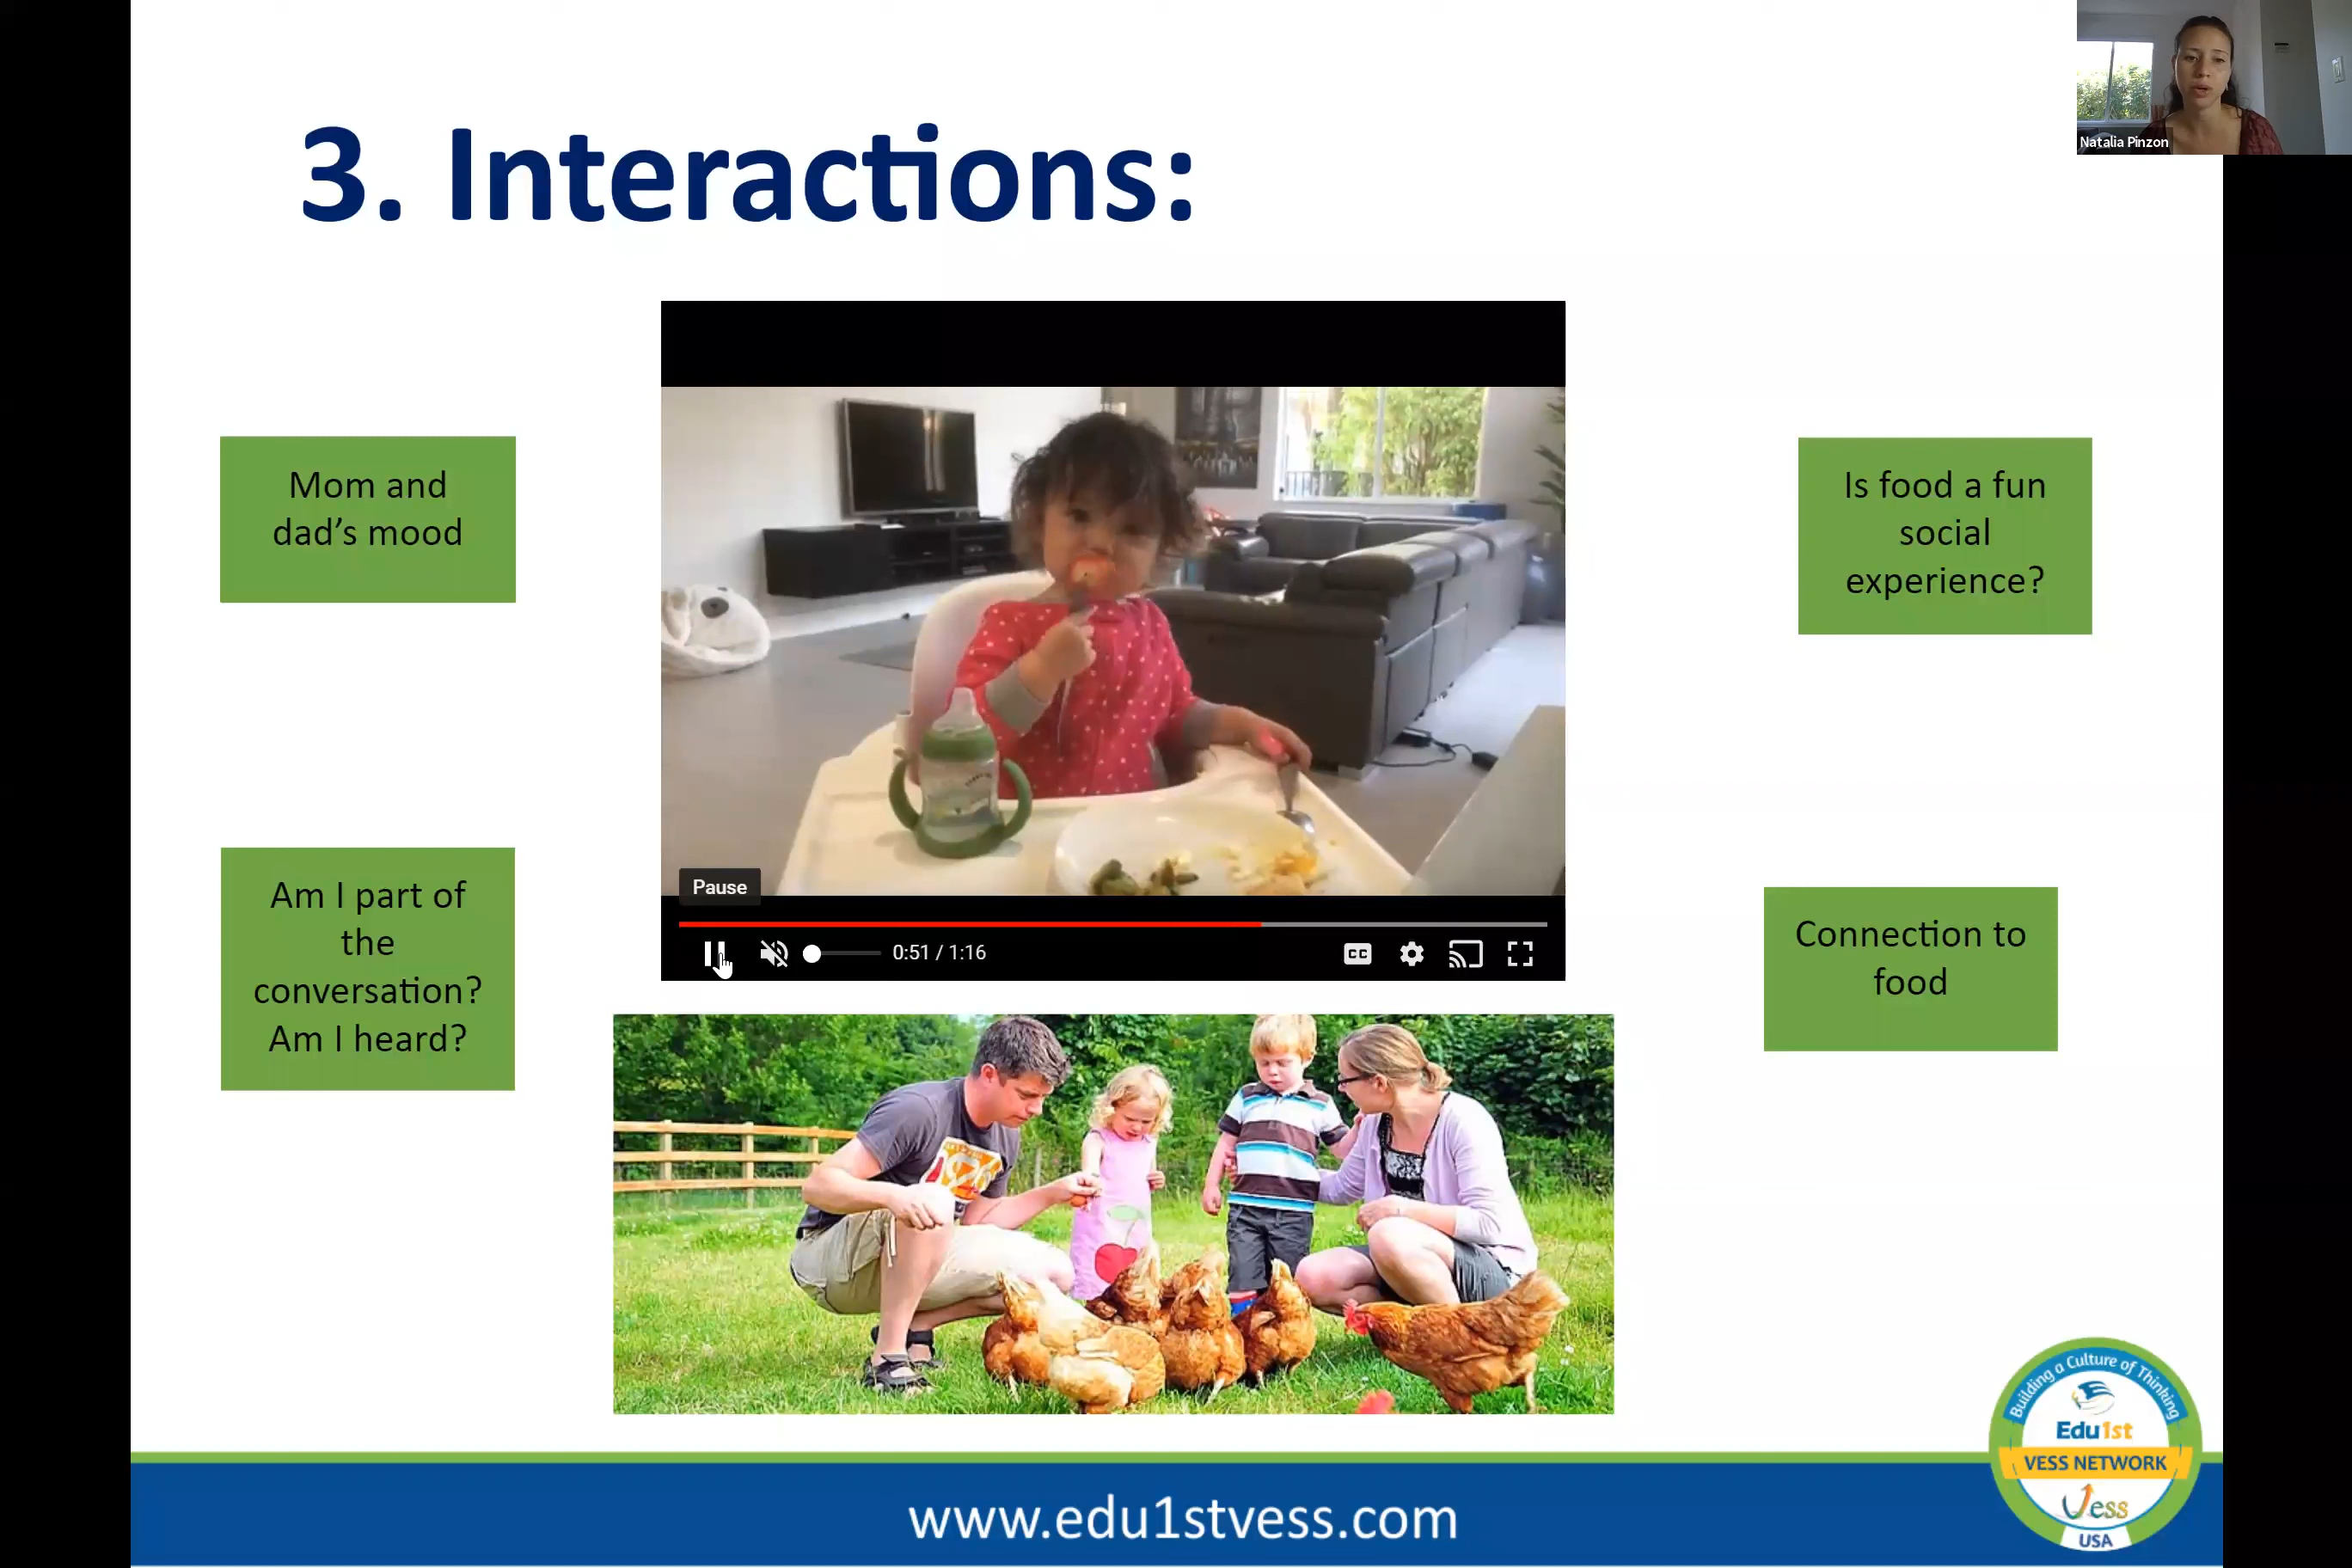 3. Interactions:
Natalia Pinzon
Mom and
dad's mood
Is food a fun
social
experience?
Am I part of
the
conversation?
Am I heard?
Connection to
food
Pause
0:51 / 1:16
CC
Building a Culture of Thinking
Edu1st
VESS NETWORK
Vess
USA
www.edu1stvess.com